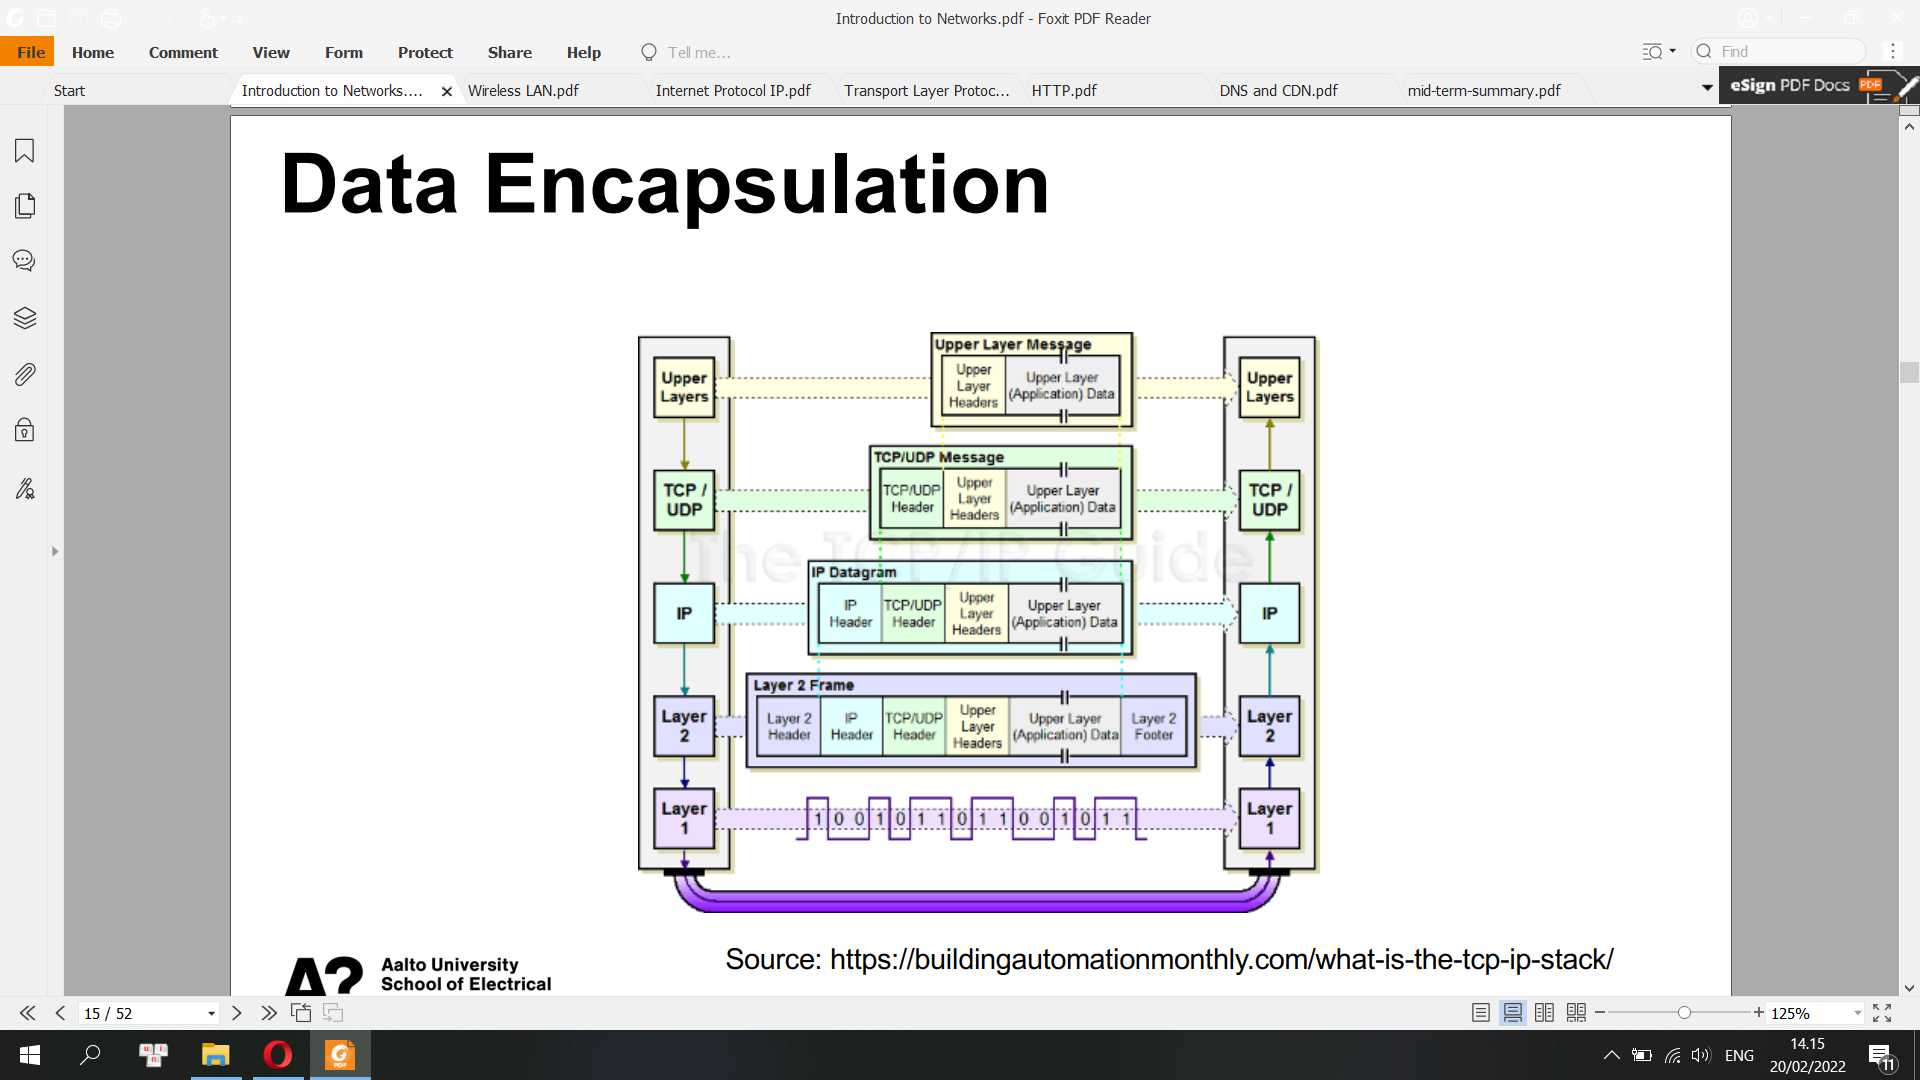 Introduction to Networks.pdf - Foxit PDF Reader
File Home Comment View Form Protect Share Help Tell me... Find
Start Introduction to Networks.... Wireless LAN.pdf Internet Protocol IP.pdf Transport Layer Protoc... HTTP.pdf DNS and CDN.pdf mid-term-summary.pdf eSign PDF Docs PDF
Data Encapsulation
Upper Layer Message
Upper
Layers
Upper
Layer
Headers
Upper Layer
(Application) Data
Upper
Layers
TCP/UDP Message
TCP /
UDP
TCP/UDP
Header
Upper
Layer
Headers
Upper Layer
(Application) Data
TCP /
UDP
The TCP/IP Guide
IP Datagram
IP
IP
Header
TCP/UDP
Header
Upper
Layer
Headers
Upper Layer
(Application) Data
IP
Layer 2 Frame
Layer
2
Layer 2
Header
IP
Header
TCP/UDP
Header
Upper
Layer
Headers
Upper Layer
(Application) Data
Layer 2
Footer
Layer
2
Layer
1
1 0 0 1 0 1 1 0 1 1 0 0 1 0 1 1
Layer
1
Source: https://buildingautomationmonthly.com/what-is-the-tcp-ip-stack/
A?
Aalto University
School of Electrical
15 / 52
125%
ENG
14.15
20/02/2022
11